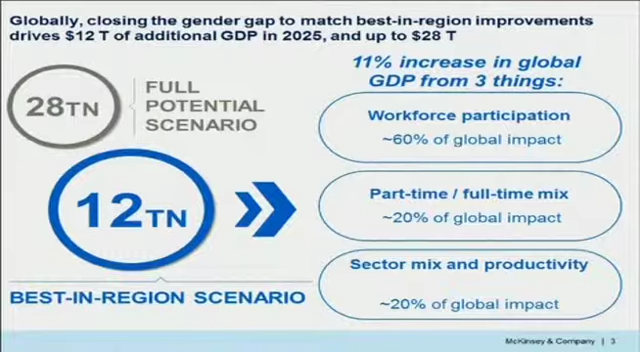 Globally, closing the gender gap to match best-in-region improvements
drives $12 T of additional GDP in 2025, and up to $28 T
28TN
FULL
POTENTIAL
SCENARIO
12TN
BEST-IN-REGION SCENARIO
11% increase in global
GDP from 3 things:
Workforce participation
~60% of global impact
Part-time / full-time mix
~20% of global impact
Sector mix and productivity
~20% of global impact
McKinsey & Company | 3